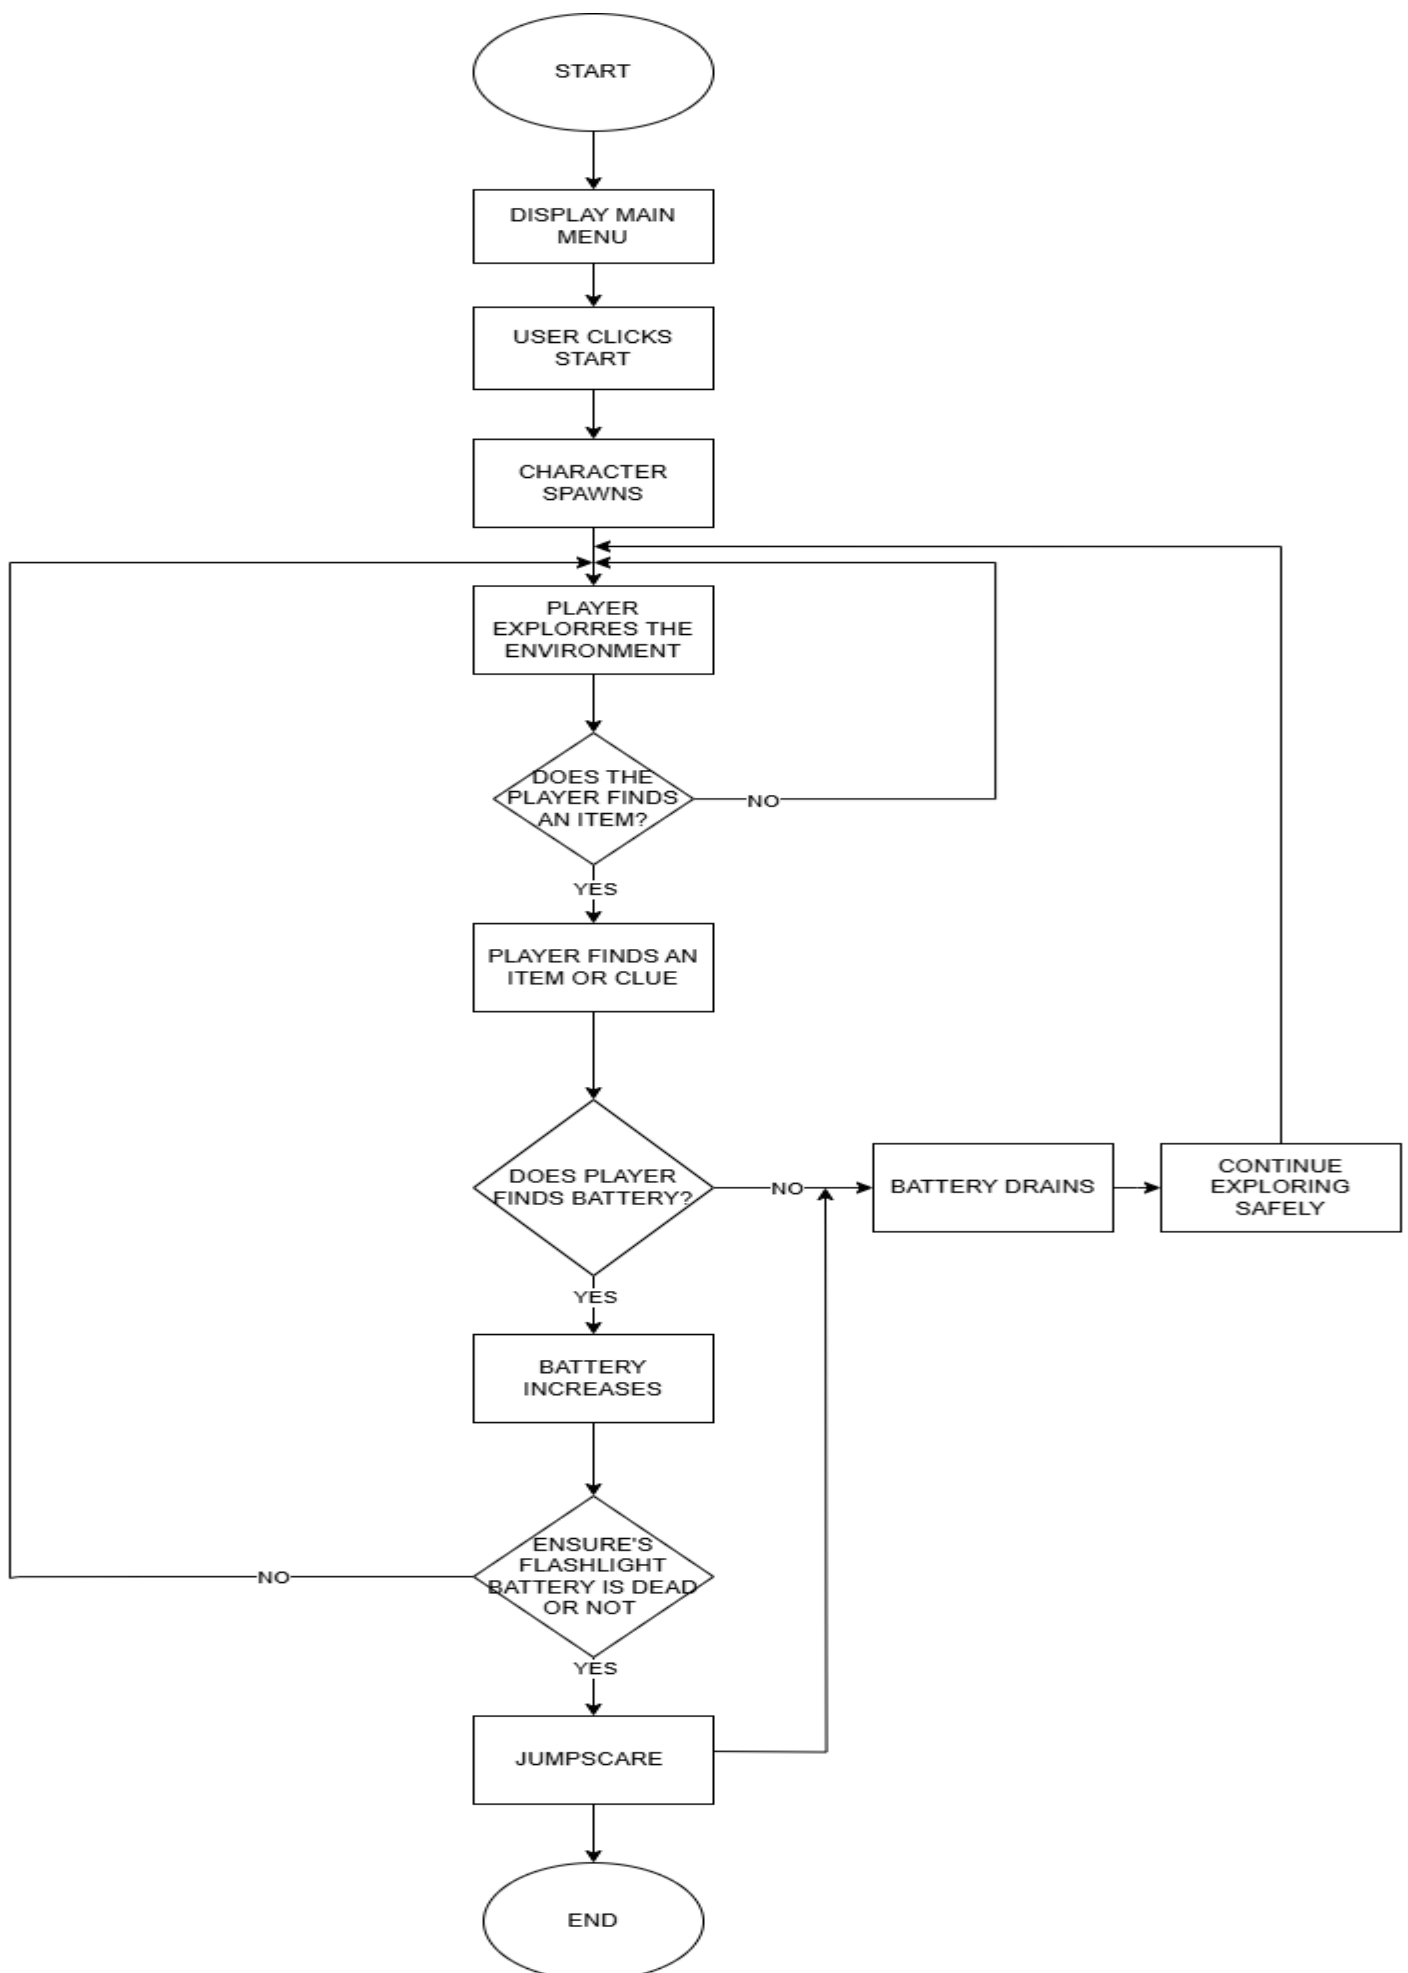 START
DISPLAY MAIN
MENU
USER CLICKS
START
CHARACTER
SPAWNS
PLAYER
EXPLORRES THE
ENVIRONMENT
DOES THE
PLAYER FINDS
AN ITEM?
NO
YES
PLAYER FINDS AN
ITEM OR CLUE
DOES PLAYER
FINDS BATTERY?
NO
BATTERY DRAINS
CONTINUE
EXPLORING
SAFELY
YES
BATTERY
INCREASES
ENSURE'S
FLASHLIGHT
BATTERY IS DEAD
OR NOT
NO
YES
JUMPSCARE
END